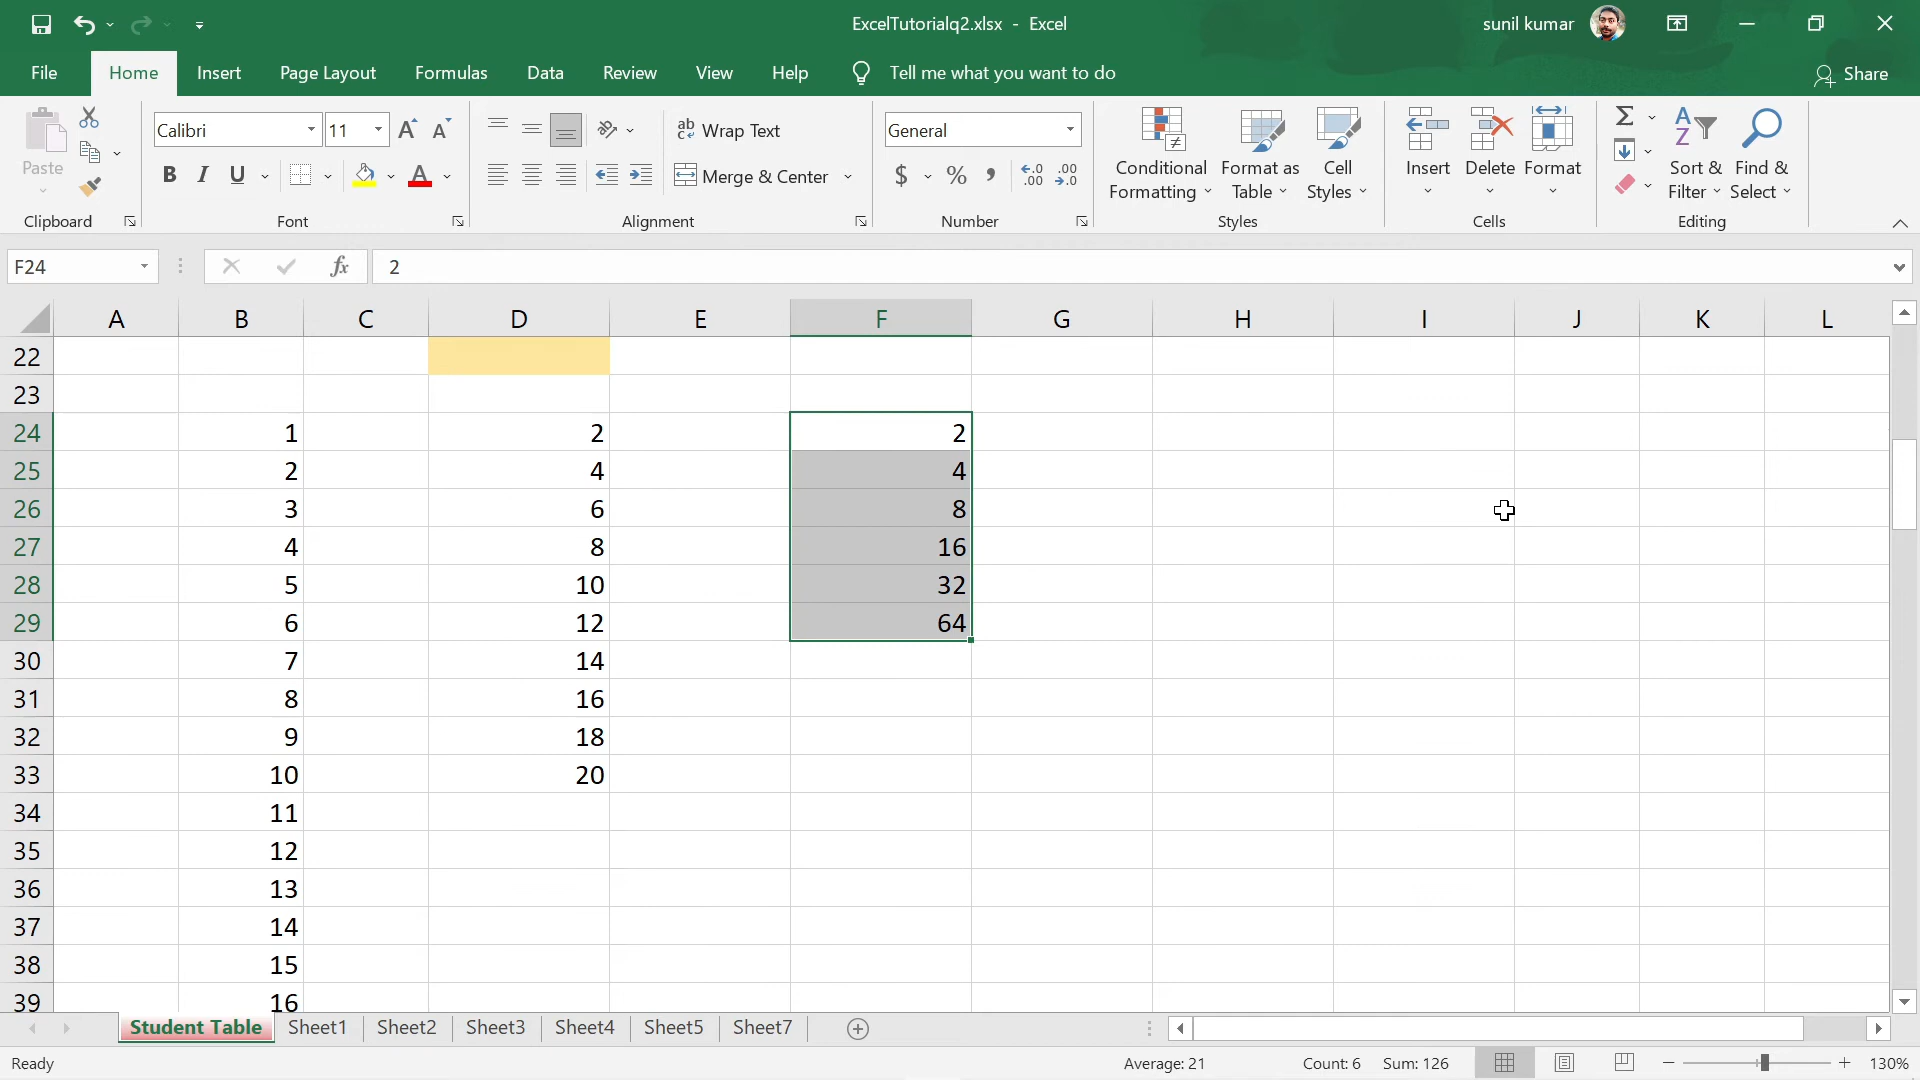 ExcelTutorialq2.xlsx - Excel
sunil kumar
File Home Insert Page Layout Formulas Data Review View Help Tell me what you want to do Share
Paste
Clipboard
Calibri 11
B I U A
Font
ab Wrap Text
Merge & Center
Alignment
General
$ % , .0 .00 .00 .0
Number
Conditional Formatting
Format as Table
Cell Styles
Styles
Insert Delete Format
Cells
Σ
Sort & Filter
Find & Select
Editing
F24 fx 2
A B C D E F G H I J K L
22
23
24 1 2 2
25 2 4 4
26 3 6 8
27 4 8 16
28 5 10 32
29 6 12 64
30 7 14
31 8 16
32 9 18
33 10 20
34 11
35 12
36 13
37 14
38 15
39 16
Student Table Sheet1 Sheet2 Sheet3 Sheet4 Sheet5 Sheet7
Ready Average: 21 Count: 6 Sum: 126 130%